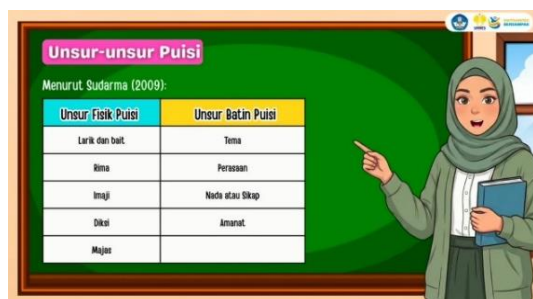 Unsur-unsur Puisi
Menurut Sudarma (2009):
Unsur Fisik Puisi Unsur Batin Puisi
Larik dan bait Tema
Rima Perasaan
Imaji Nada atau Sikap
Diksi Amanat
Majas